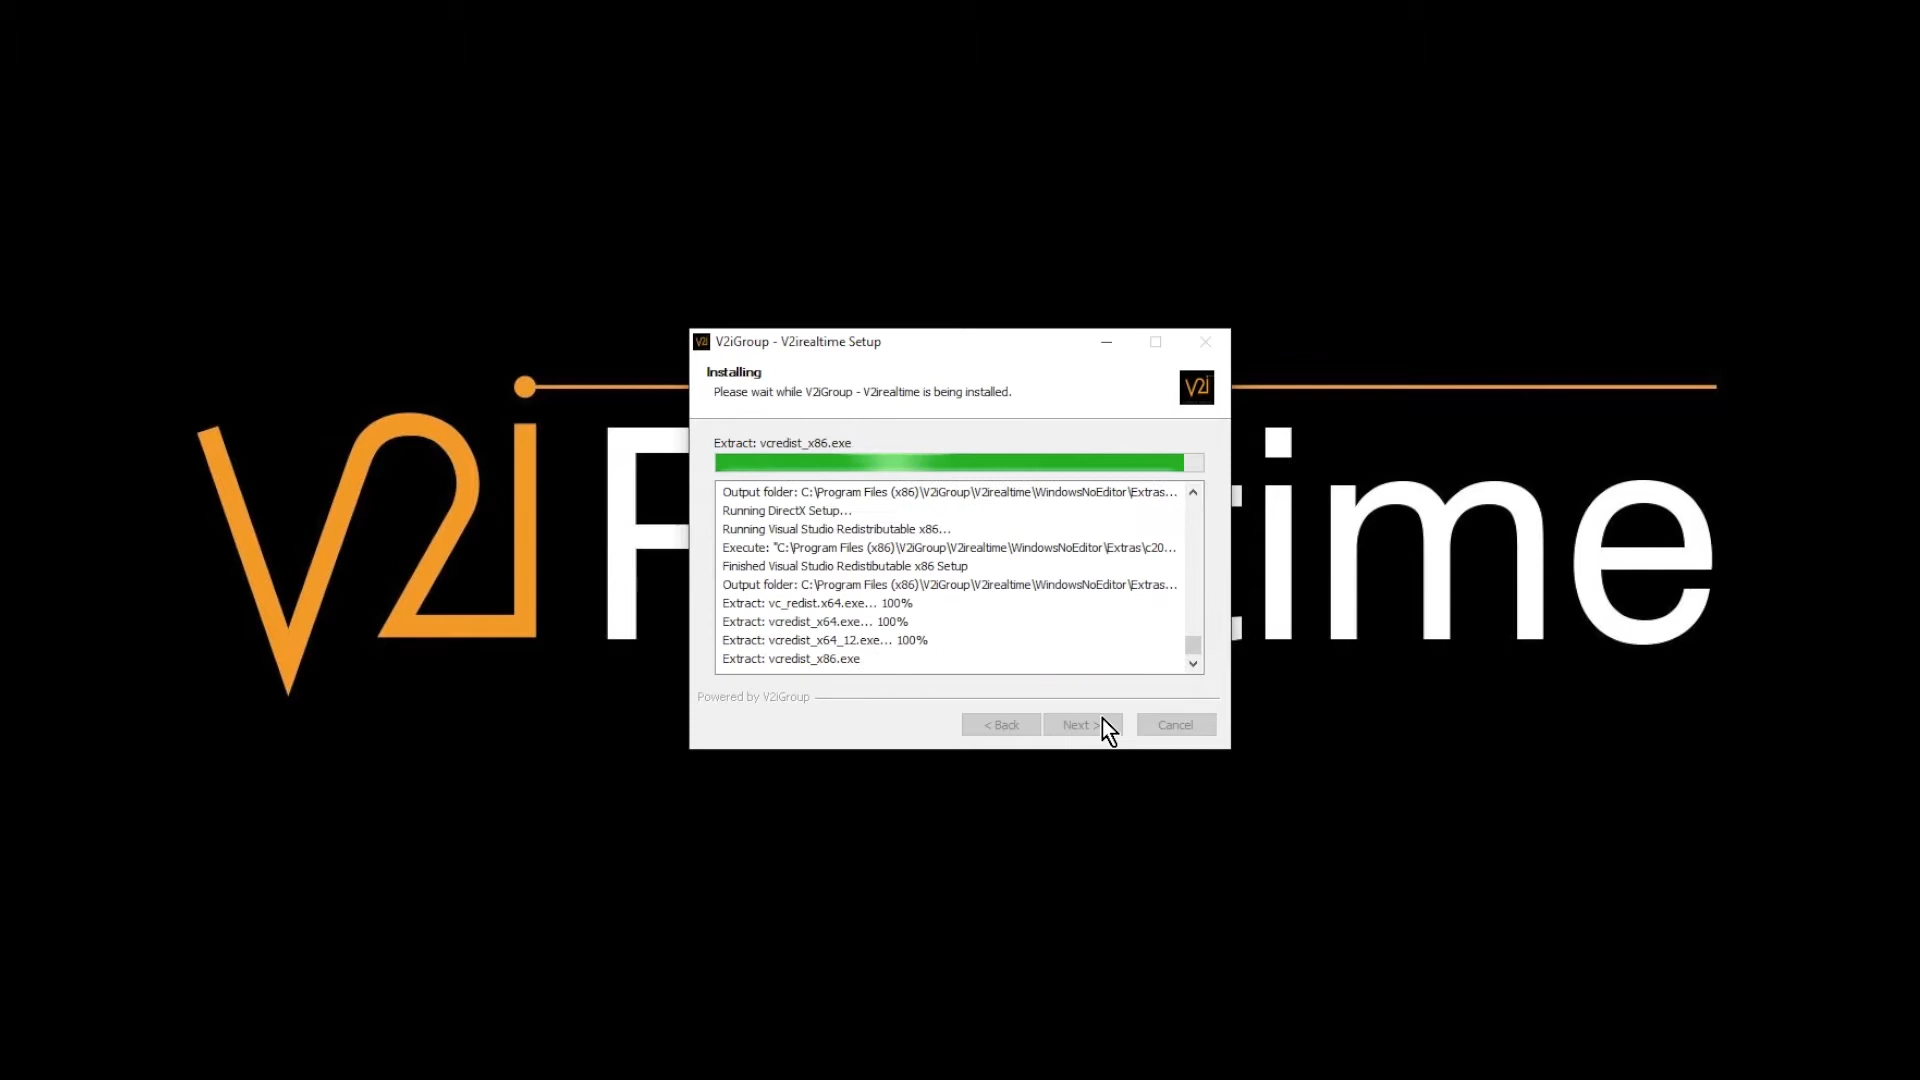 V2iGroup - V2irealtime Setup
Installing
Please wait while V2iGroup - V2irealtime is being installed.
V2i
Extract: vcredist_x86.exe
Output folder: C:\Program Files (x86)\V2iGroup\V2irealtime\WindowsNoEditor\Extras...
Running DirectX Setup...
Running Visual Studio Redistributable x86...
Execute: "C:\Program Files (x86)\V2iGroup\V2irealtime\WindowsNoEditor\Extras\c20...
Finished Visual Studio Redistibutable x86 Setup
Output folder: C:\Program Files (x86)\V2iGroup\V2irealtime\WindowsNoEditor\Extras...
Extract: vc_redist.x64.exe... 100%
Extract: vcredist_x64.exe... 100%
Extract: vcredist_x64_12.exe... 100%
Extract: vcredist_x86.exe
Powered by V2iGroup
< Back Next > Cancel
V2i